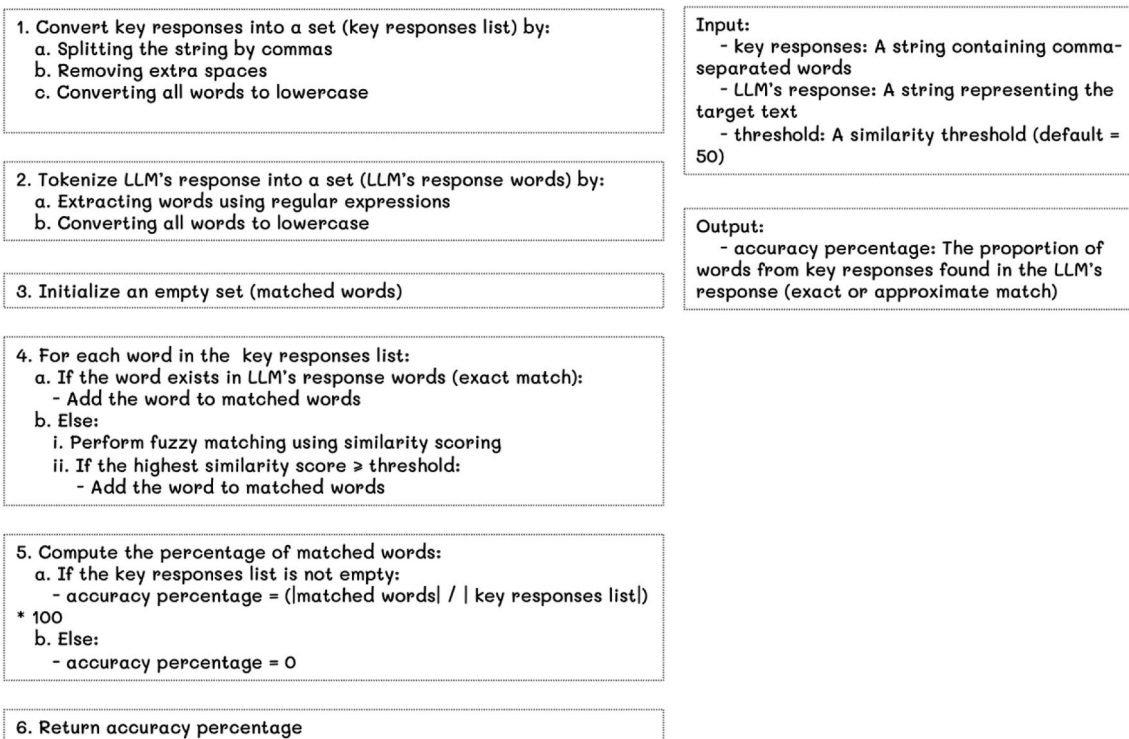 1. Convert key responses into a set (key responses list) by:
a. Splitting the string by commas
b. Removing extra spaces
c. Converting all words to lowercase
2. Tokenize LLM's response into a set (LLM's response words) by:
a. Extracting words using regular expressions
b. Converting all words to lowercase
3. Initialize an empty set (matched words)
4. For each word in the key responses list:
a. If the word exists in LLM's response words (exact match):
- Add the word to matched words
b. Else:
i. Perform fuzzy matching using similarity scoring
ii. If the highest similarity score ⩾ threshold:
- Add the word to matched words
5. Compute the percentage of matched words:
a. If the key responses list is not empty:
- accuracy percentage = (|matched words| / | key responses list|)
* 100
b. Else:
- accuracy percentage = 0
6. Return accuracy percentage
Input:
- key responses: A string containing comma-
separated words
- LLM's response: A string representing the
target text
- threshold: A similarity threshold (default =
50)
Output:
- accuracy percentage: The proportion of
words from key responses found in the LLM's
response (exact or approximate match)